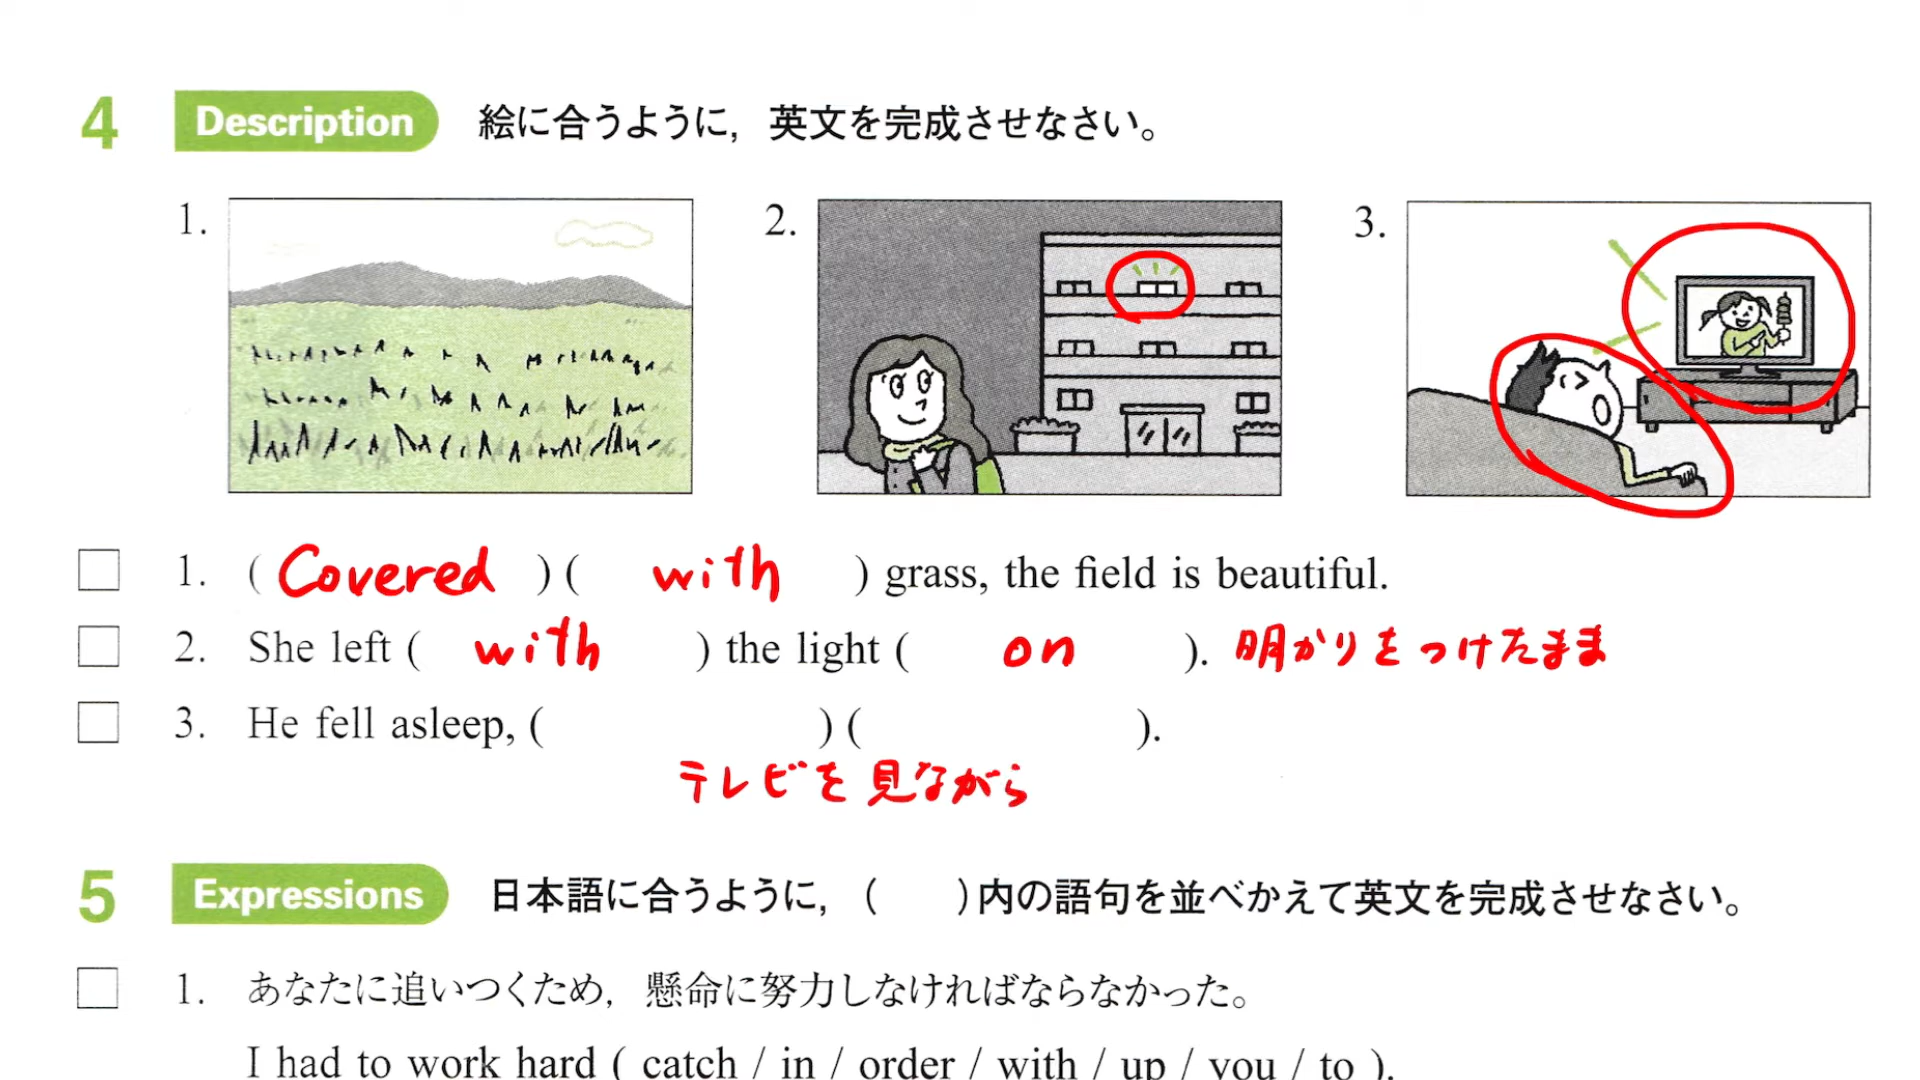 4 Description 絵に合うように，英文を完成させなさい。
1. 2. 3.
1. ( Covered ) ( with ) grass, the field is beautiful.
2. She left ( with ) the light ( on ). 明かりをつけたまま
3. He fell asleep, ( ) ( ).
テレビを見ながら
5 Expressions 日本語に合うように，( )内の語句を並べかえて英文を完成させなさい。
1. あなたに追いつくため，懸命に努力しなければならなかった。
I had to work hard ( catch / in / order / with / up / you / to ).